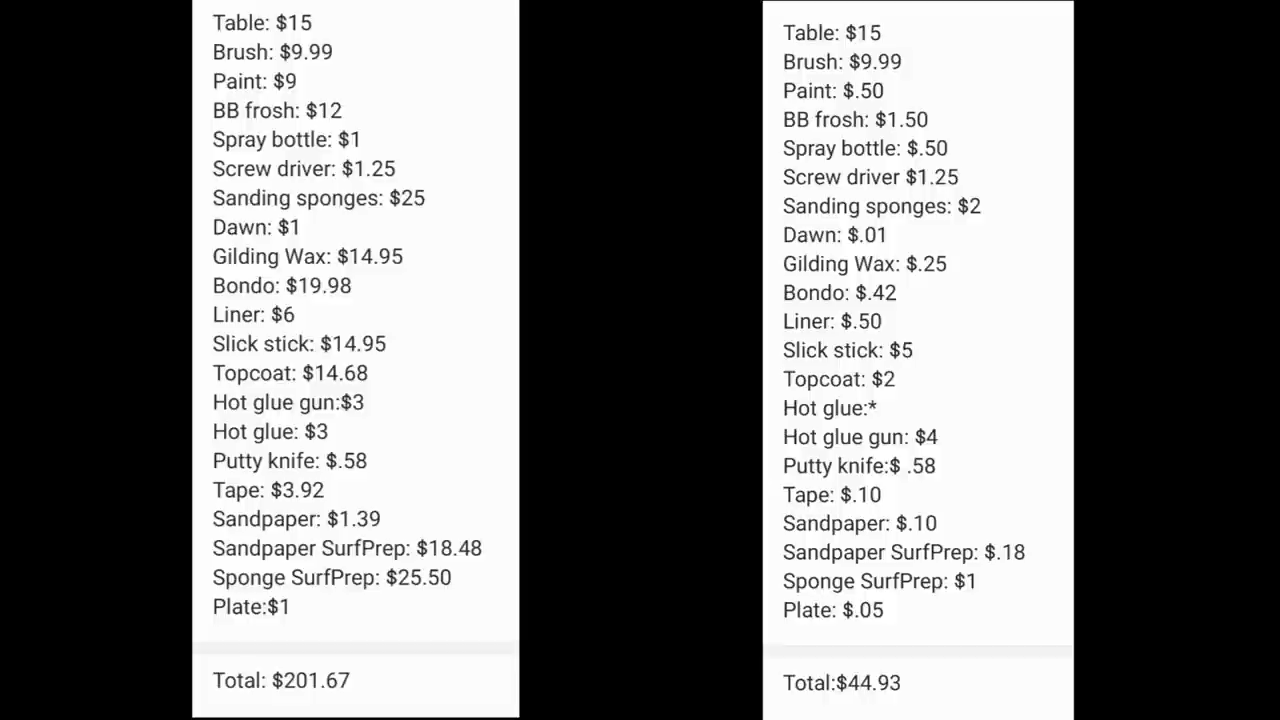 Table: $15
Brush: $9.99
Paint: $9
BB frosh: $12
Spray bottle: $1
Screw driver: $1.25
Sanding sponges: $25
Dawn: $1
Gilding Wax: $14.95
Bondo: $19.98
Liner: $6
Slick stick: $14.95
Topcoat: $14.68
Hot glue gun:$3
Hot glue: $3
Putty knife: $.58
Tape: $3.92
Sandpaper: $1.39
Sandpaper SurfPrep: $18.48
Sponge SurfPrep: $25.50
Plate:$1
Total: $201.67
Table: $15
Brush: $9.99
Paint: $.50
BB frosh: $1.50
Spray bottle: $.50
Screw driver $1.25
Sanding sponges: $2
Dawn: $.01
Gilding Wax: $.25
Bondo: $.42
Liner: $.50
Slick stick: $5
Topcoat: $2
Hot glue:*
Hot glue gun: $4
Putty knife:$ .58
Tape: $.10
Sandpaper: $.10
Sandpaper SurfPrep: $.18
Sponge SurfPrep: $1
Plate: $.05
Total:$44.93